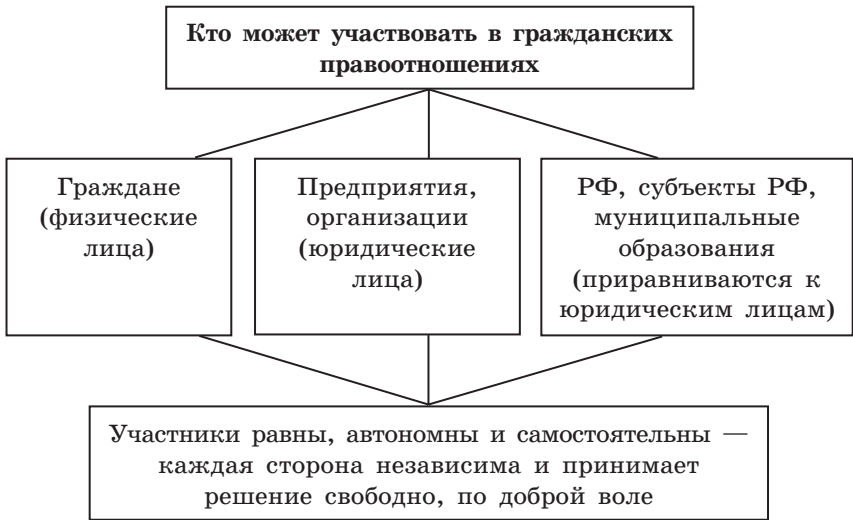 Кто может участвовать в гражданских
правоотношениях
Граждане
(физические
лица)
Предприятия,
организации
(юридические
лица)
РФ, субъекты РФ,
муниципальные
образования
(приравниваются к
юридическим лицам)
Участники равны, автономны и самостоятельны —
каждая сторона независима и принимает
решение свободно, по доброй воле